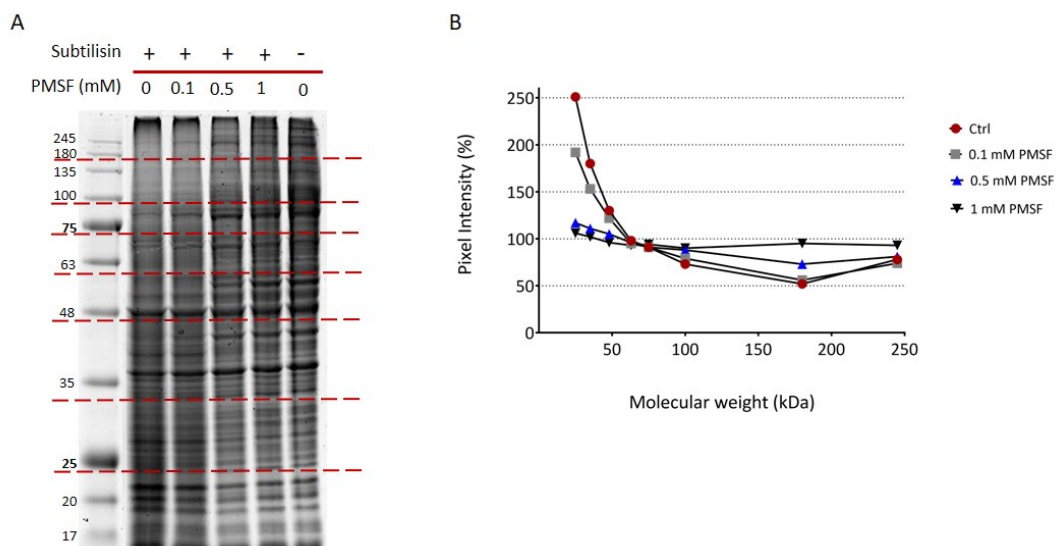 A
Subtilisin + + + + -
PMSF (mM) 0 0.1 0.5 1 0
245
180
135
100
75
63
48
35
25
20
17
B
Pixel Intensity (%)
250
200
150
100
50
0
50 100 150 200 250
Molecular weight (kDa)
Ctrl
0.1 mM PMSF
0.5 mM PMSF
1 mM PMSF